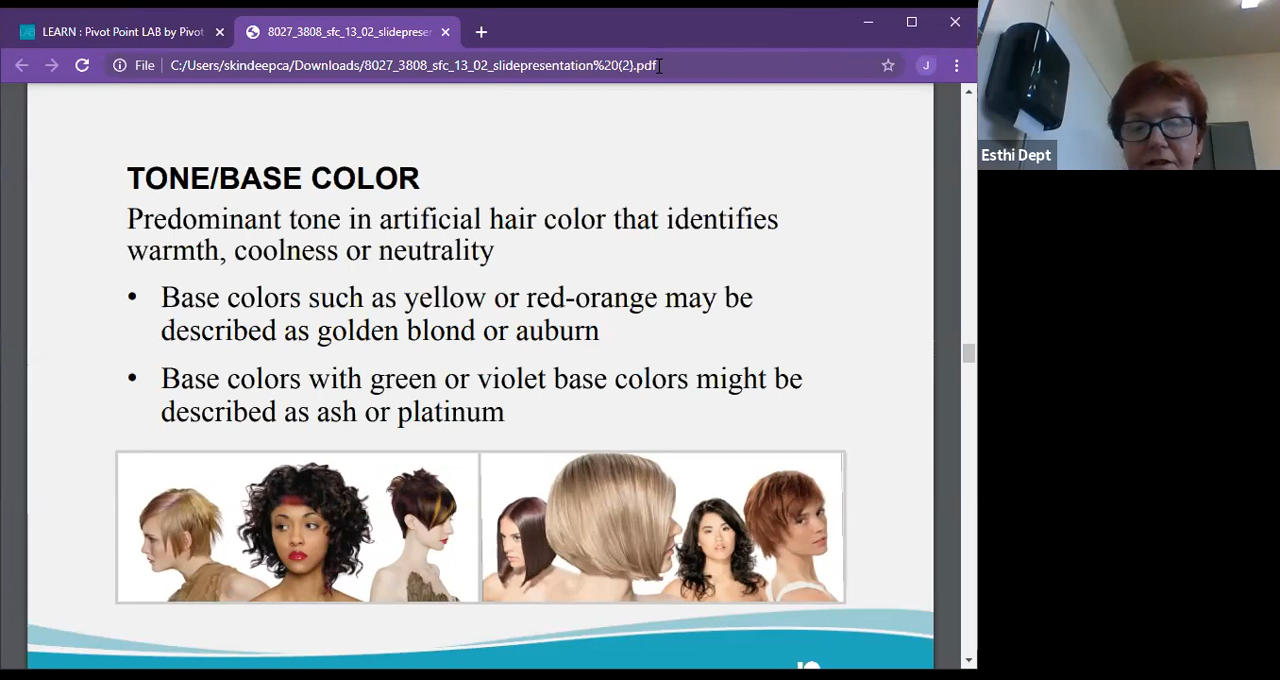 LEARN : Pivot Point LAB by Pivot
8027_3808_sfc_13_02_slidepreser
File
C:/Users/skindeepca/Downloads/8027_3808_sfc_13_02_slidepresentation%20(2).pdf
J
Esthi Dept
TONE/BASE COLOR
Predominant tone in artificial hair color that identifies
warmth, coolness or neutrality
• Base colors such as yellow or red-orange may be
described as golden blond or auburn
• Base colors with green or violet base colors might be
described as ash or platinum